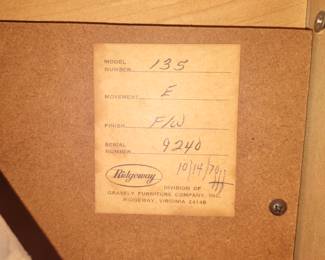 MODEL
NUMBER 135
MOVEMENT E
FINISH F/W
SERIAL
NUMBER 9240
10/14/70
Ridgeway
DIVISION OF
GRAVELY FURNITURE COMPANY, INC.
RIDGEWAY, VIRGINIA 24148